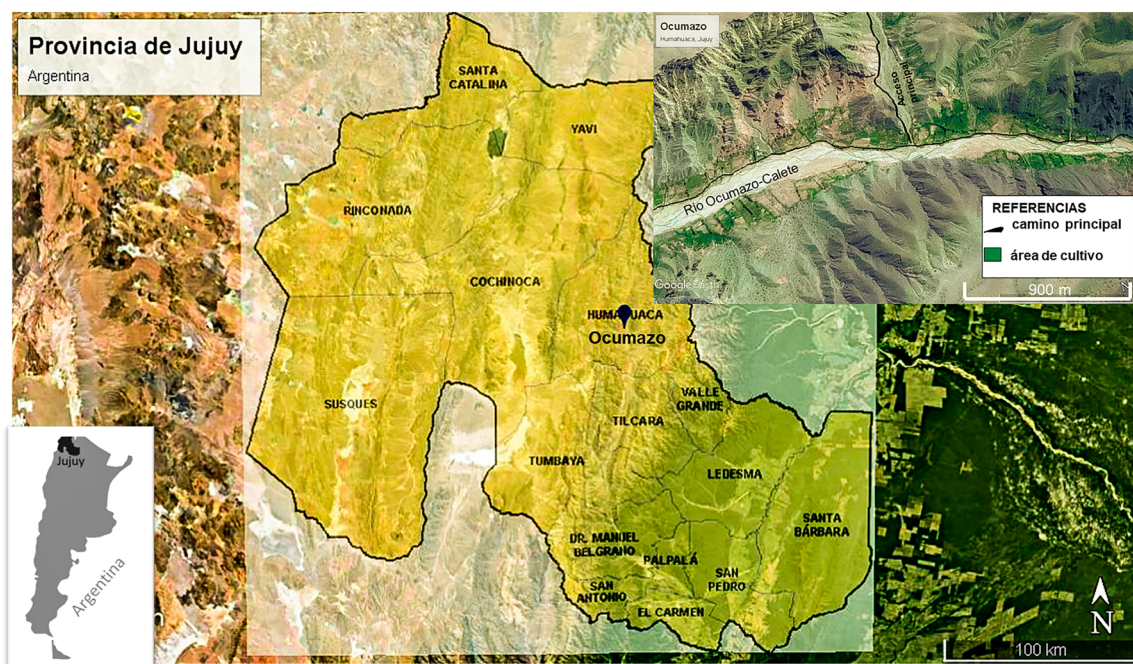 Provincia de Jujuy
Argentina
Ocumazo
Humahuaca, Jujuy
SANTA
CATALINA
YAVI
Acceso
principal
Río Ocumazo-Calete
RINCONADA
REFERENCIAS
camino principal
área de cultivo
Google Earth
900 m
COCHINOCA
HUMAHUACA
Ocumazo
SUSQUES
VALLE
GRANDE
TILCARA
TUMBAYA
LEDESMA
SANTA
BÁRBARA
DR. MANUEL
BELGRANO
PALPALÁ
SAN
PEDRO
SAN
ANTONIO
EL CARMEN
Jujuy
Argentina
N
100 km